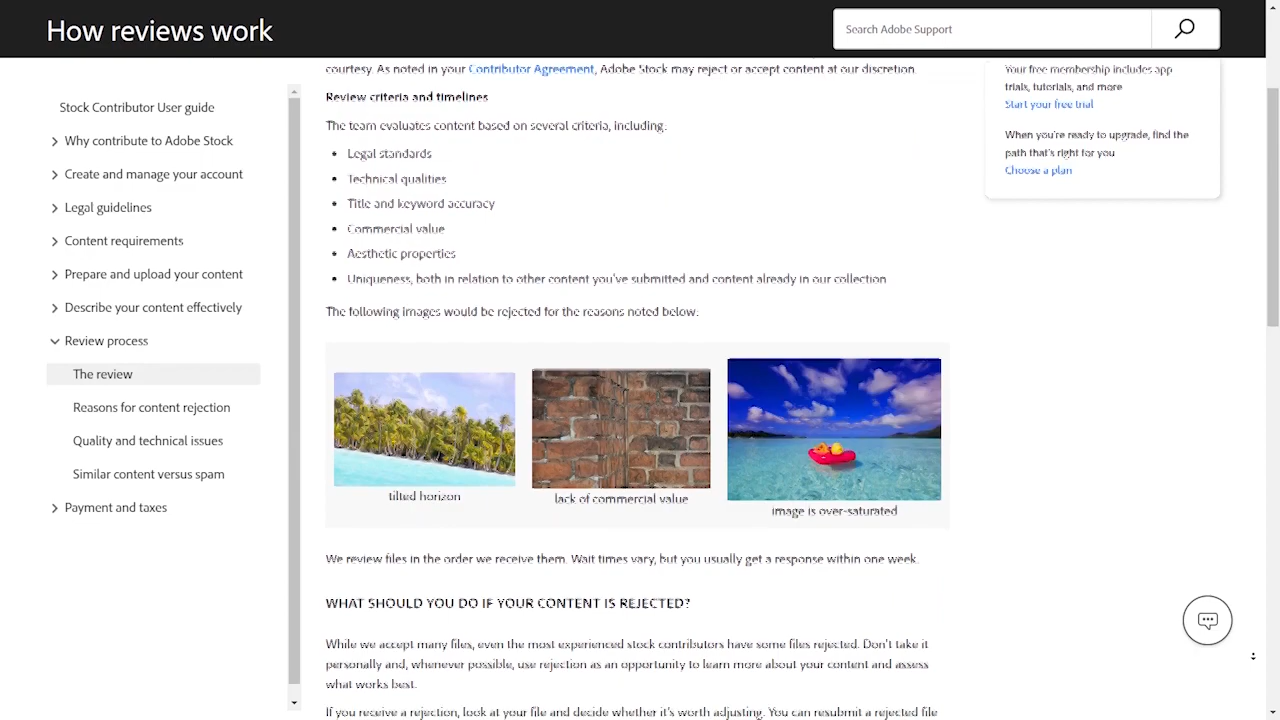 How reviews work
Search Adobe Support
Stock Contributor User guide
Why contribute to Adobe Stock
Create and manage your account
Legal guidelines
Content requirements
Prepare and upload your content
Describe your content effectively
Review process
The review
Reasons for content rejection
Quality and technical issues
Similar content versus spam
Payment and taxes
courtesy. As noted in your Contributor Agreement, Adobe Stock may reject or accept content at our discretion.
Review criteria and timelines
The team evaluates content based on several criteria, including:
• Legal standards
• Technical qualities
• Title and keyword accuracy
• Commercial value
• Aesthetic properties
• Uniqueness, both in relation to other content you've submitted and content already in our collection
The following images would be rejected for the reasons noted below:
tilted horizon
lack of commercial value
image is over-saturated
We review files in the order we receive them. Wait times vary, but you usually get a response within one week.
WHAT SHOULD YOU DO IF YOUR CONTENT IS REJECTED?
While we accept many files, even the most experienced stock contributors have some files rejected. Don't take it
personally and, whenever possible, use rejection as an opportunity to learn more about your content and assess
what works best.
If you receive a rejection, look at your file and decide whether it's worth adjusting. You can resubmit a rejected file
Your free membership includes app
trials, tutorials, and more
Start your free trial
When you're ready to upgrade, find the
path that's right for you
Choose a plan